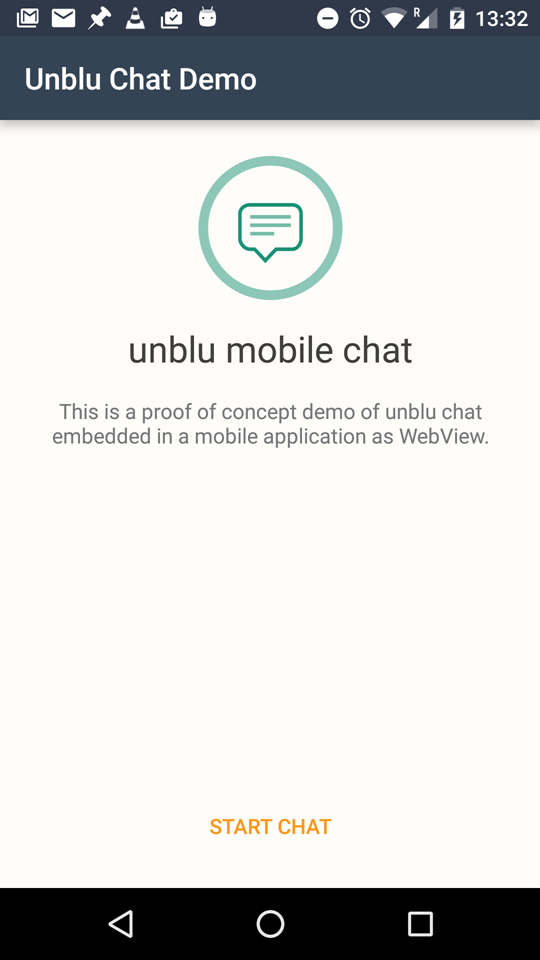 R
13:32
Unblu Chat Demo
unblu mobile chat
This is a proof of concept demo of unblu chat
embedded in a mobile application as WebView.
START CHAT